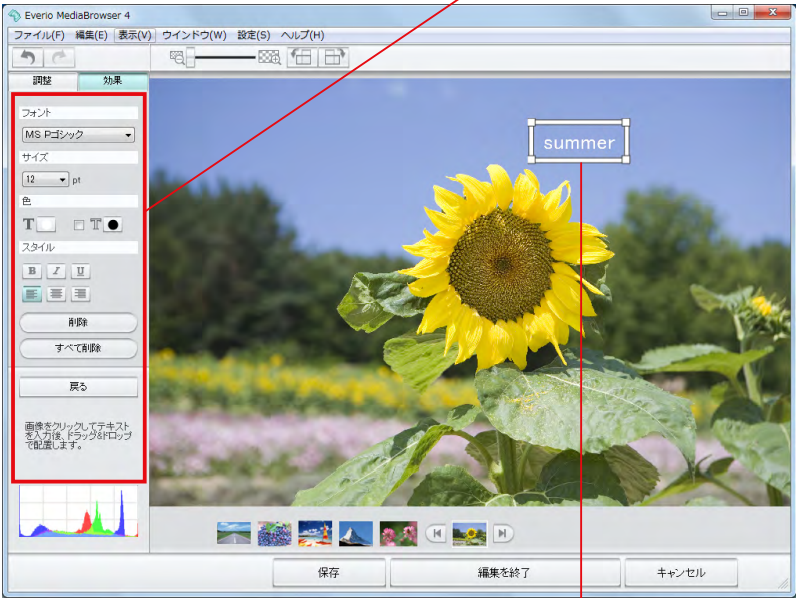 Everio MediaBrowser 4
ファイル(F) 編集(E) 表示(V) ウインドウ(W) 設定(S) ヘルプ(H)
調整 効果
フォント
MS Pゴシック
サイズ
12 pt
色
T T
スタイル
B I U
削除
すべて削除
戻る
画像をクリックしてテキスト
を入力後、ドラッグ&ドロップ
で配置します。
summer
保存 編集を終了 キャンセル